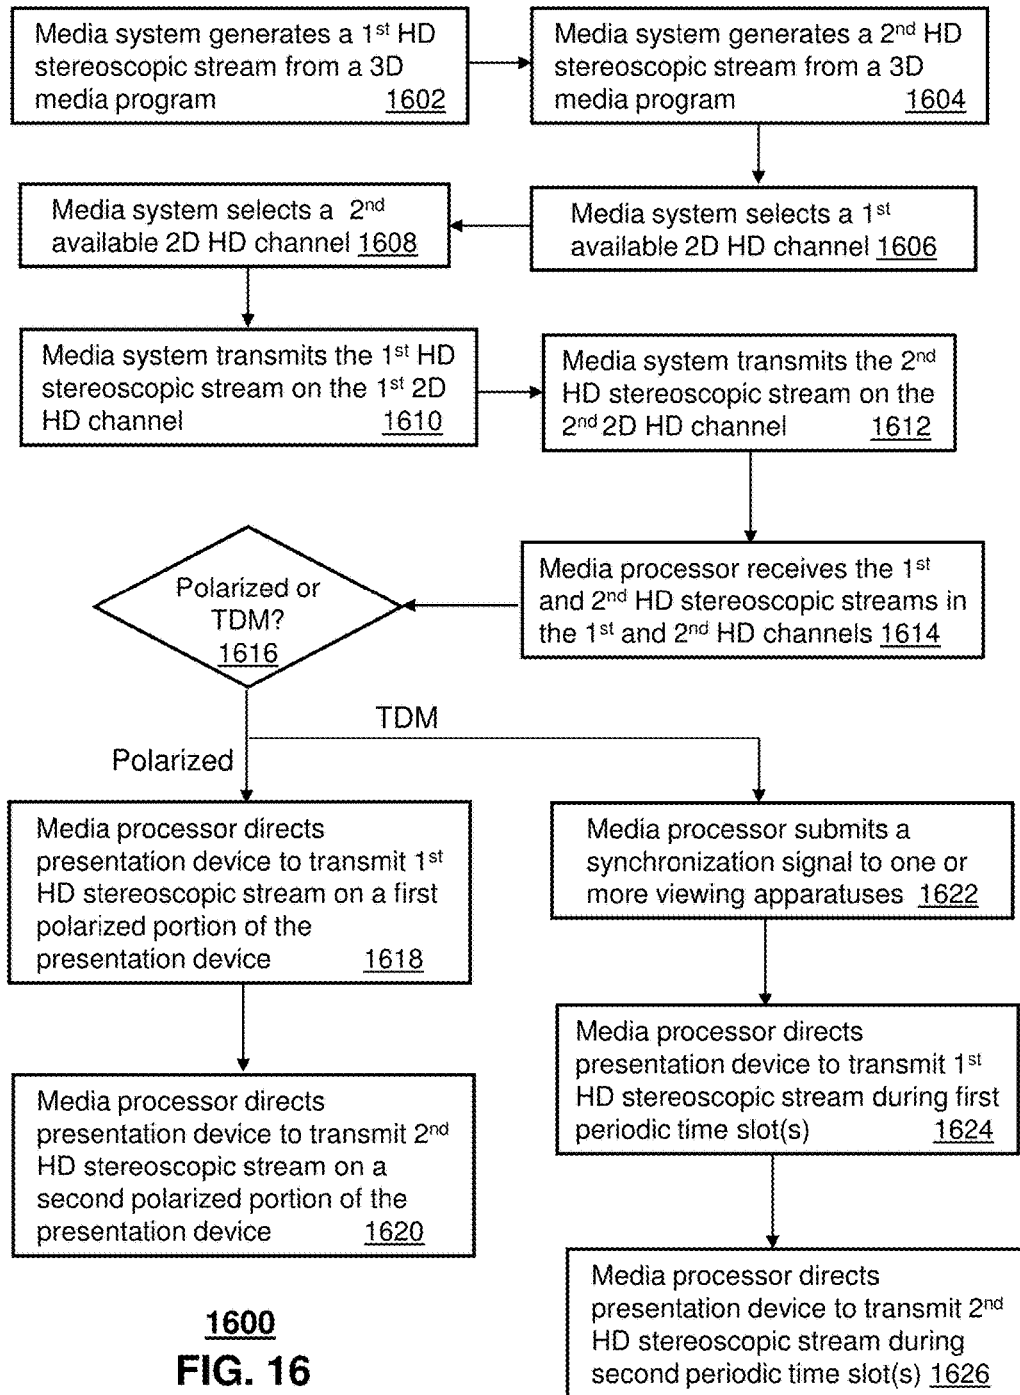 Media system generates a 1st HD
stereoscopic stream from a 3D
media program 1602
Media system generates a 2nd HD
stereoscopic stream from a 3D
media program 1604
Media system selects a 1st
available 2D HD channel 1606
Media system selects a 2nd
available 2D HD channel 1608
Media system transmits the 1st HD
stereoscopic stream on the 1st 2D
HD channel 1610
Media system transmits the 2nd
HD stereoscopic stream on the
2nd 2D HD channel 1612
Media processor receives the 1st
and 2nd HD stereoscopic streams in
the 1st and 2nd HD channels 1614
Polarized or
TDM?
1616
TDM
Polarized
Media processor directs
presentation device to transmit 1st
HD stereoscopic stream on a first
polarized portion of the
presentation device 1618
Media processor directs
presentation device to transmit 2nd
HD stereoscopic stream on a
second polarized portion of the
presentation device 1620
Media processor submits a
synchronization signal to one or
more viewing apparatuses 1622
Media processor directs
presentation device to transmit 1st
HD stereoscopic stream during first
periodic time slot(s) 1624
Media processor directs
presentation device to transmit 2nd
HD stereoscopic stream during
second periodic time slot(s) 1626
1600
FIG. 16